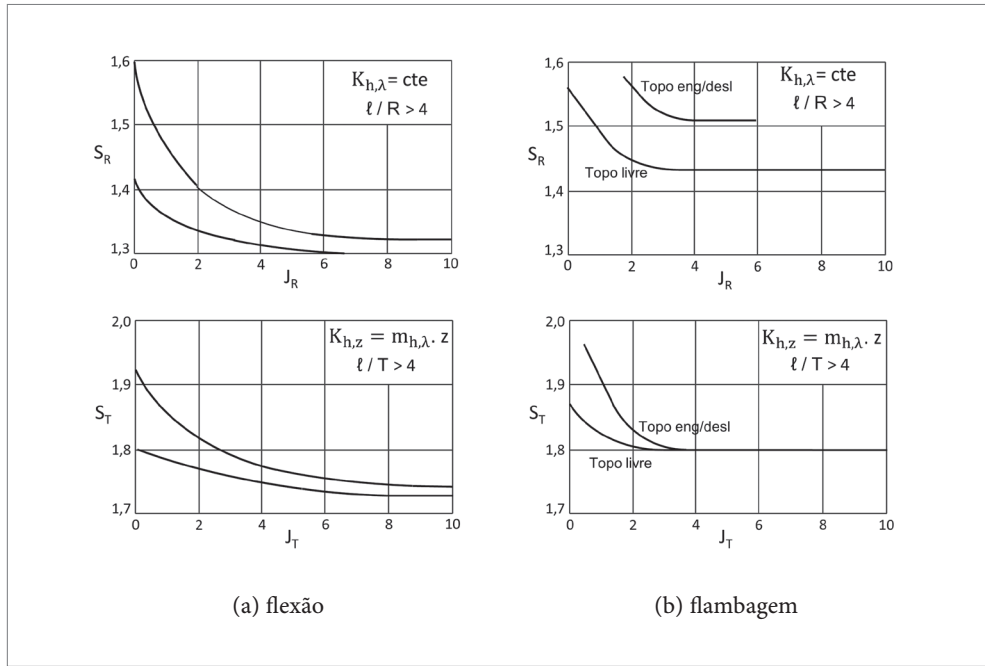 1,6
1,5
1,4
1,3
S_R
K_h,λ = cte
ℓ / R > 4
0 2 4 6 8 10
J_R
1,6
1,5
1,4
1,3
S_R
Topo eng/desl
K_h,λ = cte
ℓ / R > 4
Topo livre
0 2 4 6 8 10
J_R
2,0
1,9
1,8
1,7
S_T
K_h,z = m_h,λ . z
ℓ / T > 4
0 2 4 6 8 10
J_T
2,0
1,9
1,8
1,7
S_T
K_h,z = m_h,λ . z
ℓ / T > 4
Topo eng/desl
Topo livre
0 2 4 6 8 10
J_T
(a) flexão
(b) flambagem